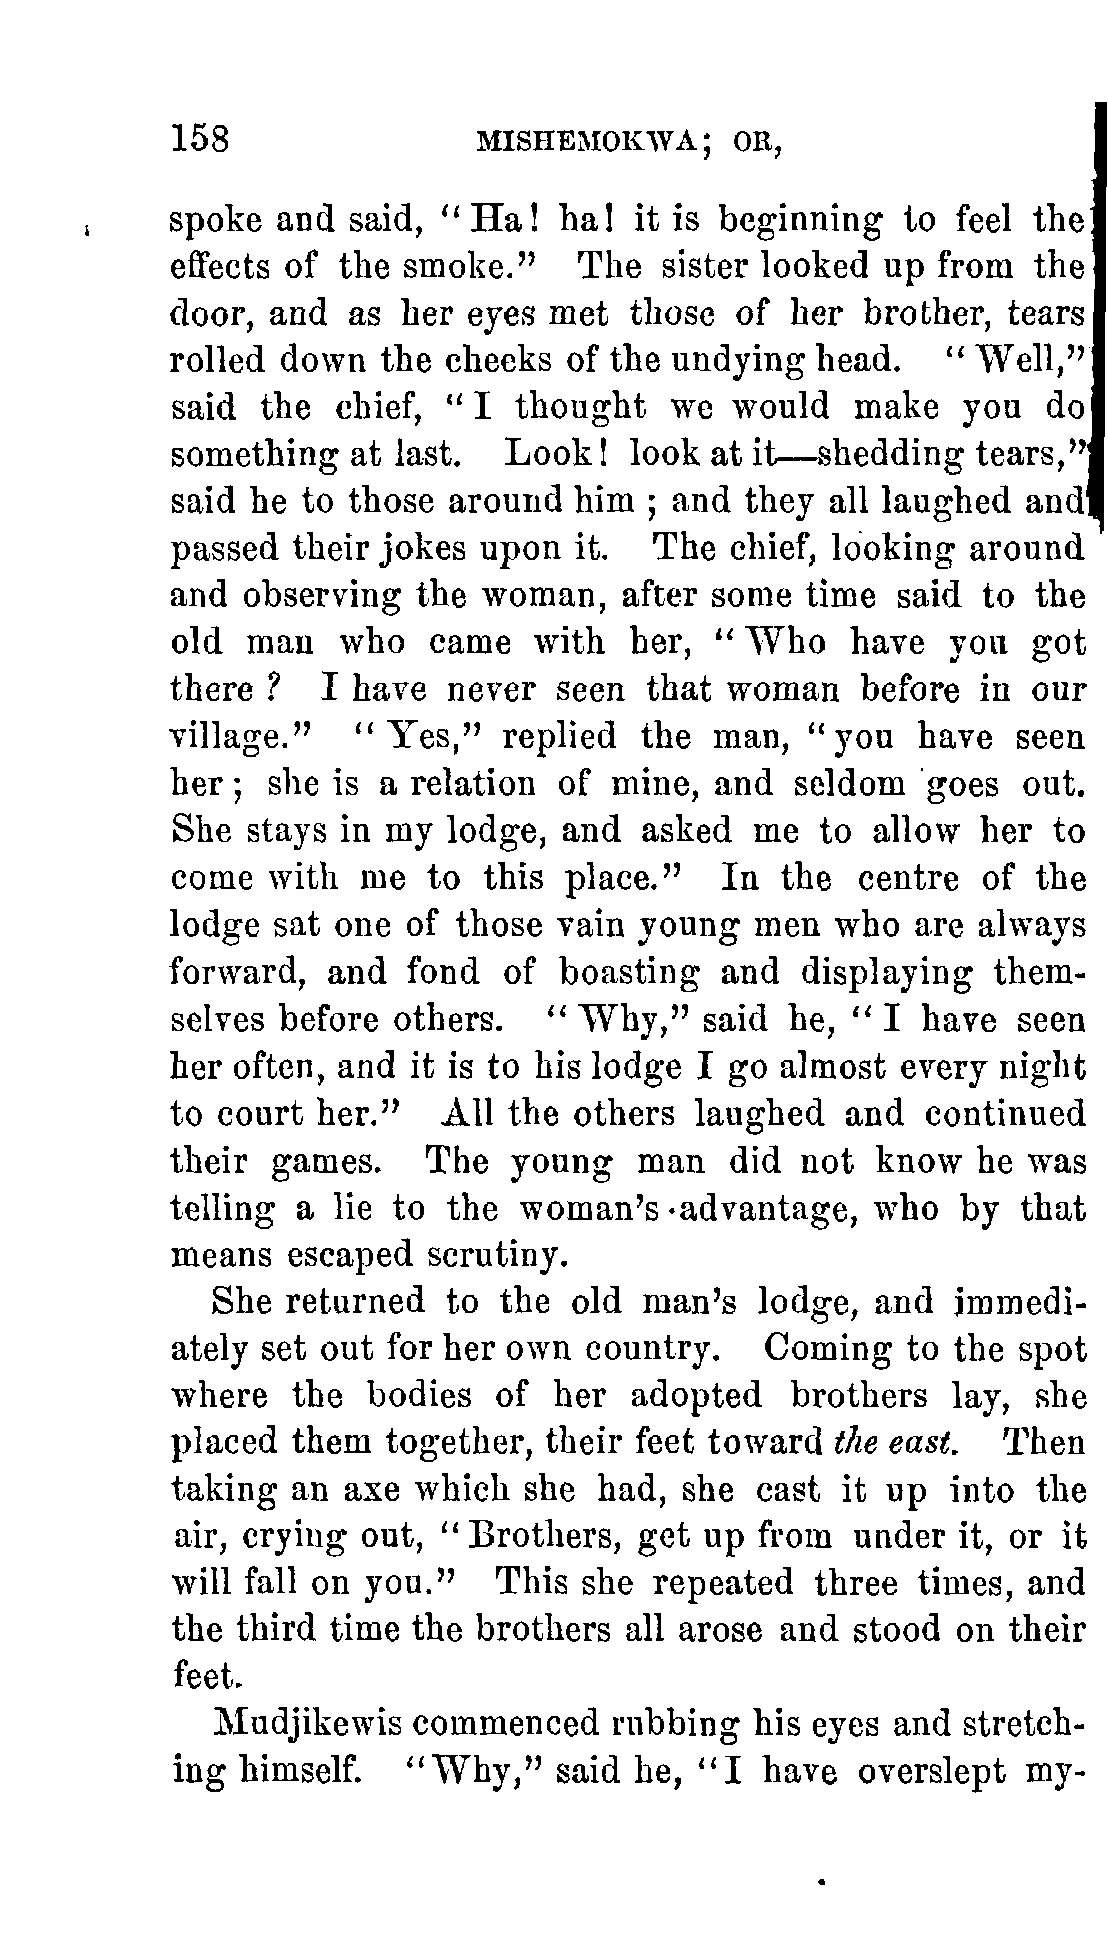 158 MISHEMOKWA; OR,
spoke and said, "Ha! ha! it is beginning to feel the
effects of the smoke." The sister looked up from the
door, and as her eyes met those of her brother, tears
rolled down the cheeks of the undying head. "Well,"
said the chief, "I thought we would make you do
something at last. Look! look at it—shedding tears,"
said he to those around him; and they all laughed and
passed their jokes upon it. The chief, looking around
and observing the woman, after some time said to the
old man who came with her, "Who have you got
there? I have never seen that woman before in our
village." "Yes," replied the man, "you have seen
her; she is a relation of mine, and seldom goes out.
She stays in my lodge, and asked me to allow her to
come with me to this place." In the centre of the
lodge sat one of those vain young men who are always
forward, and fond of boasting and displaying them-
selves before others. "Why," said he, "I have seen
her often, and it is to his lodge I go almost every night
to court her." All the others laughed and continued
their games. The young man did not know he was
telling a lie to the woman's advantage, who by that
means escaped scrutiny.
She returned to the old man's lodge, and immedi-
ately set out for her own country. Coming to the spot
where the bodies of her adopted brothers lay, she
placed them together, their feet toward the east. Then
taking an axe which she had, she cast it up into the
air, crying out, "Brothers, get up from under it, or it
will fall on you." This she repeated three times, and
the third time the brothers all arose and stood on their
feet.
Mudjikewis commenced rubbing his eyes and stretch-
ing himself. "Why," said he, "I have overslept my-